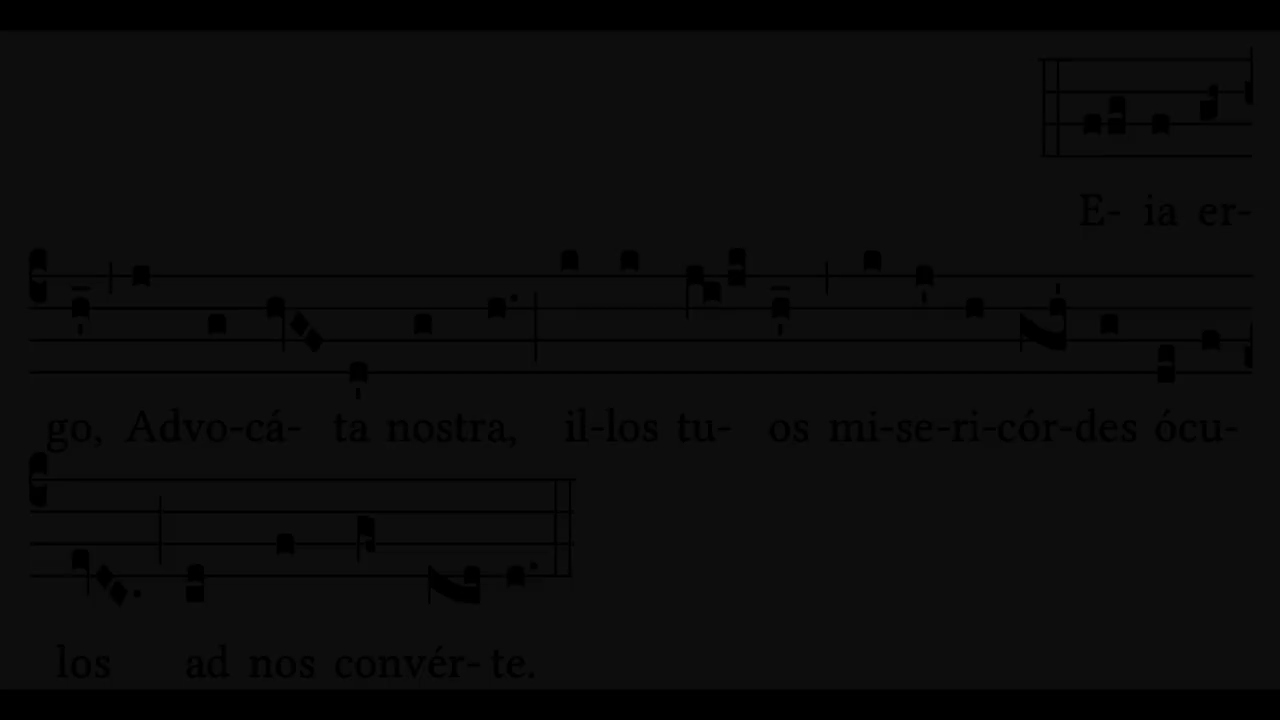 E- ia er-
go, Advo-cá- ta nostra, il-los tu- os mi-se-ri-cór-des ócu-
los ad nos convér- te.